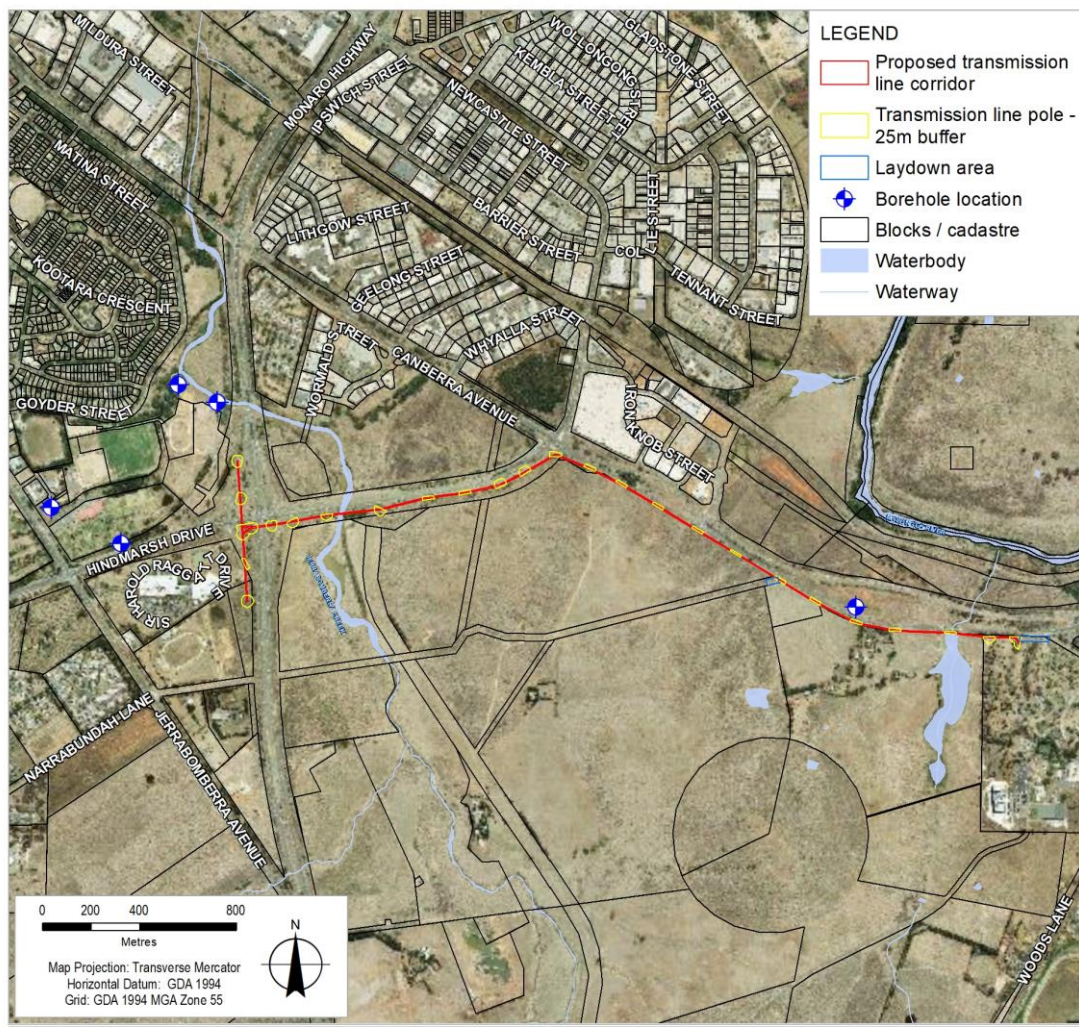 LEGEND
Proposed transmission
line corridor
Transmission line pole -
25m buffer
Laydown area
Borehole location
Blocks / cadastre
Waterbody
Waterway
MILDURA STREET
MONARO HIGHWAY
IPSWICH STREET
WOLLONGONG STREET
GLADSTONE STREET
KEMBLA STREET
NEWCASTLE STREET
MATINA STREET
BARRIER STREET
LITHGOW STREET
COLLIE STREET
KOOTARA CRESCENT
GEELONG STREET
TENNANT STREET
WHYALLA STREET
WORMALD STREET
CANBERRA AVENUE
GOYDER STREET
IRON KNOB STREET
HINDMARSH DRIVE
SIR HAROLD RAGGATT DRIVE
NARRABUNDAH LANE
JERRABOMBERRA AVENUE
WOODS LANE
0 200 400 800
Metres
N
Map Projection: Transverse Mercator
Horizontal Datum: GDA 1994
Grid: GDA 1994 MGA Zone 55